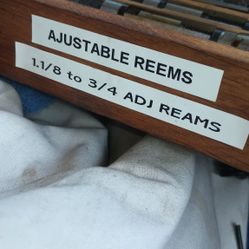 AJUSTABLE REEMS
1.1/8 to 3/4 ADJ REAMS